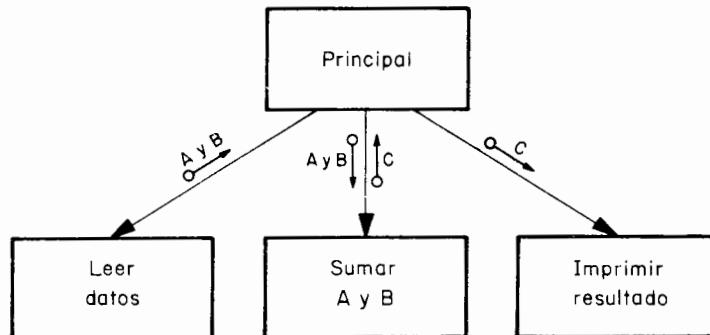 Principal
A y B
A y B
C
C
Leer
datos
Sumar
A y B
Imprimir
resultado